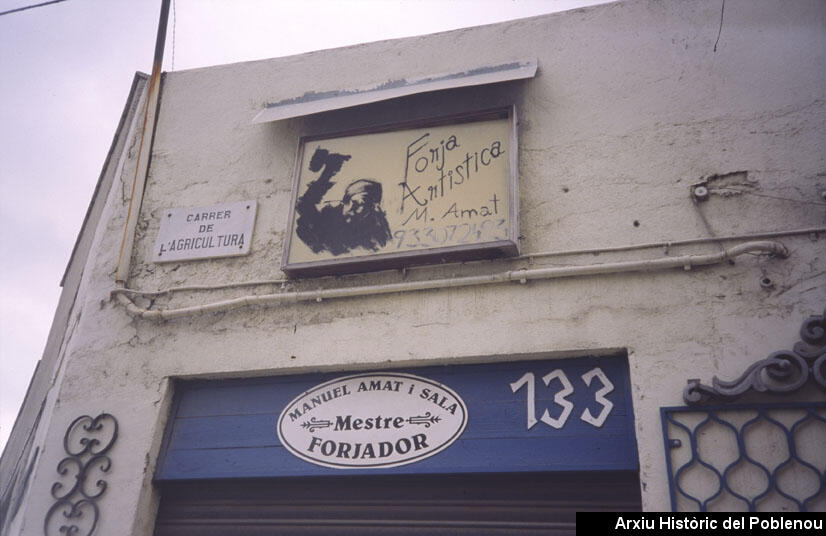 Forja
Artistica
M. Amat
CARRER
DE
L'AGRICULTURA
MANUEL AMAT i SALA
Mestre
FORJADOR
133
Arxiu Històric del Poblenou